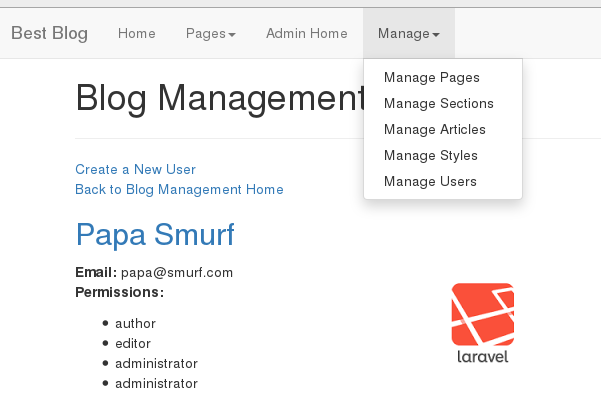 Best Blog Home Pages Admin Home Manage
Manage Pages
Manage Sections
Manage Articles
Manage Styles
Manage Users
Blog Management
Create a New User
Back to Blog Management Home
Papa Smurf
Email: papa@smurf.com
Permissions:
author
editor
administrator
administrator
laravel